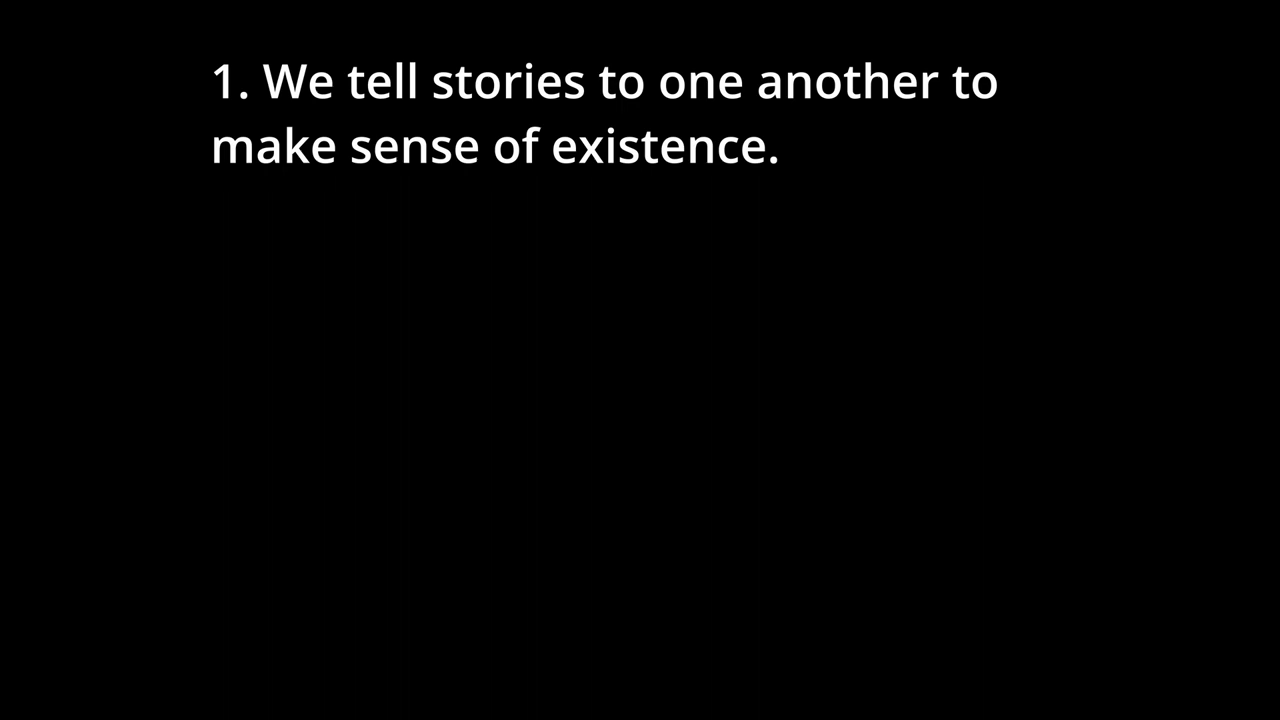 1. We tell stories to one another to
make sense of existence.